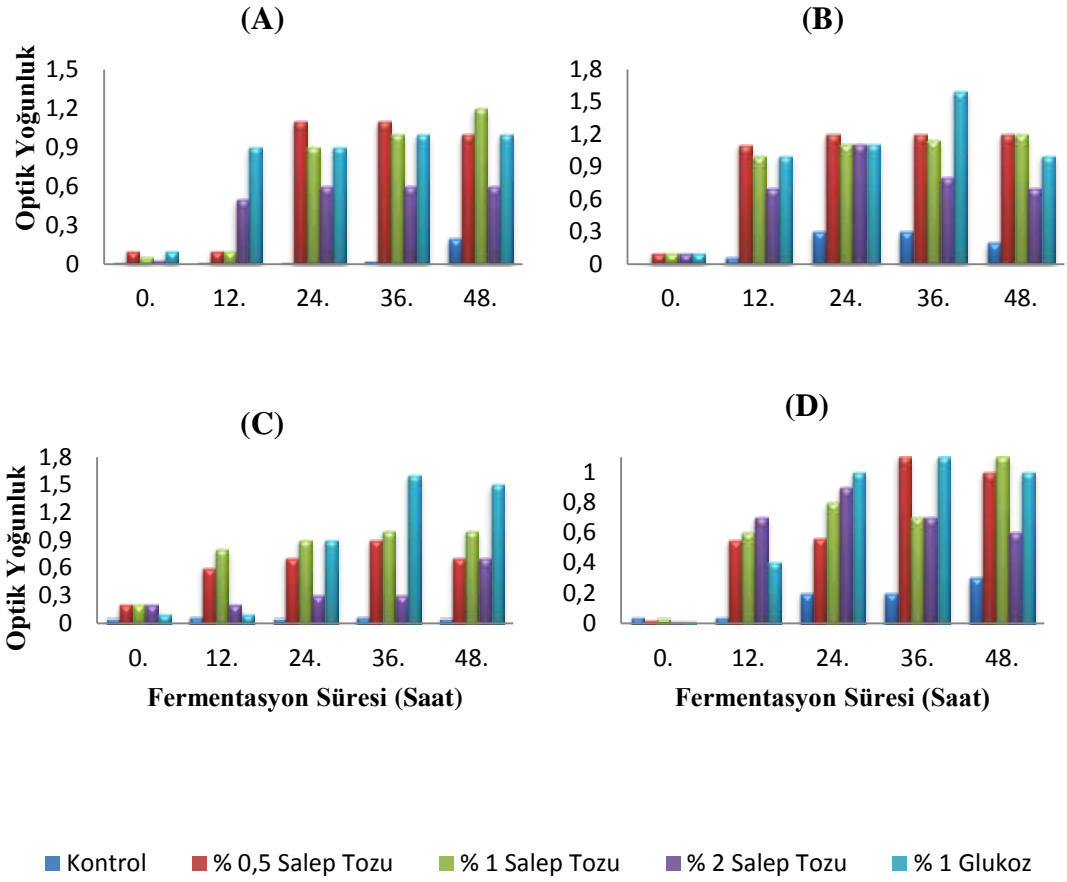 (A)
Optik Yoğunluk
1,5
1,2
0,9
0,6
0,3
0
0. 12. 24. 36. 48.
(B)
1,8
1,5
1,2
0,9
0,6
0,3
0
0. 12. 24. 36. 48.
(C)
Optik Yoğunluk
1,8
1,5
1,2
0,9
0,6
0,3
0
0. 12. 24. 36. 48.
Fermentasyon Süresi (Saat)
(D)
1
0,8
0,6
0,4
0,2
0
0. 12. 24. 36. 48.
Fermentasyon Süresi (Saat)
Kontrol % 0,5 Salep Tozu % 1 Salep Tozu % 2 Salep Tozu % 1 Glukoz